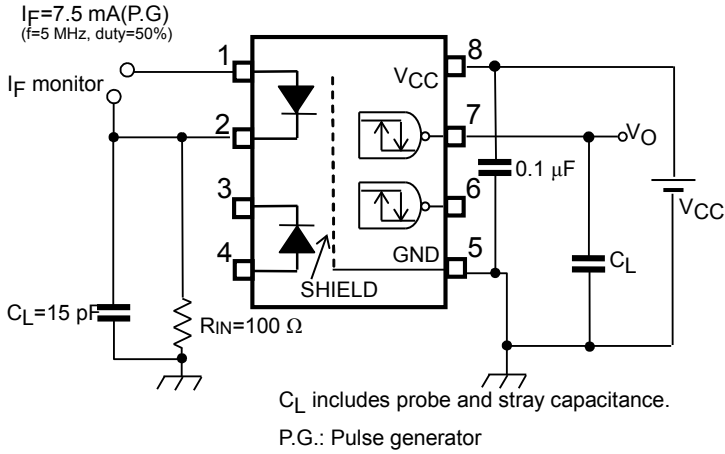 IF=7.5 mA(P.G)
(f=5 MHz, duty=50%)
IF monitor
1
2
3
4
8
7
6
5
VCC
GND
SHIELD
VO
0.1 μF
VCC
CL
CL=15 pF
RIN=100 Ω
CL includes probe and stray capacitance.
P.G.: Pulse generator